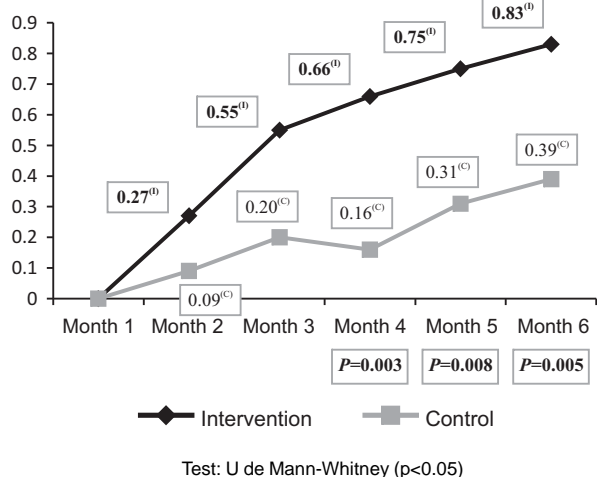 0.9
0.8
0.7
0.6
0.5
0.4
0.3
0.2
0.1
0
0.27(I)
0.55(I)
0.66(I)
0.75(I)
0.83(I)
0.09(C)
0.20(C)
0.16(C)
0.31(C)
0.39(C)
Month 1 Month 2 Month 3 Month 4 Month 5 Month 6
P=0.003 P=0.008 P=0.005
Intervention Control
Test: U de Mann-Whitney (p<0.05)